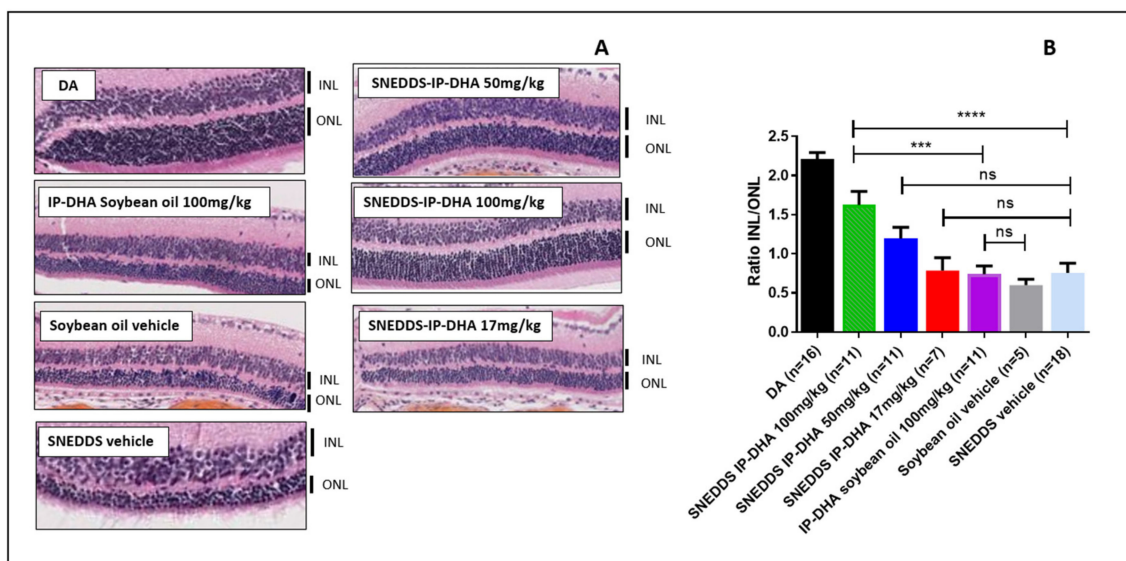 A
DA
INL
ONL
IP-DHA Soybean oil 100mg/kg
INL
ONL
Soybean oil vehicle
INL
ONL
SNEDDS vehicle
INL
ONL
SNEDDS-IP-DHA 50mg/kg
INL
ONL
SNEDDS-IP-DHA 100mg/kg
INL
ONL
SNEDDS-IP-DHA 17mg/kg
INL
ONL
B
****
***
ns
ns
ns
Ratio INL/ONL
2.5
2.0
1.5
1.0
0.5
0.0
DA (n=16)
SNEDDS IP-DHA 100mg/kg (n=11)
SNEDDS IP-DHA 50mg/kg (n=11)
SNEDDS IP-DHA 17mg/kg (n=7)
IP-DHA soybean oil 100mg/kg (n=11)
Soybean oil vehicle (n=5)
SNEDDS vehicle (n=18)